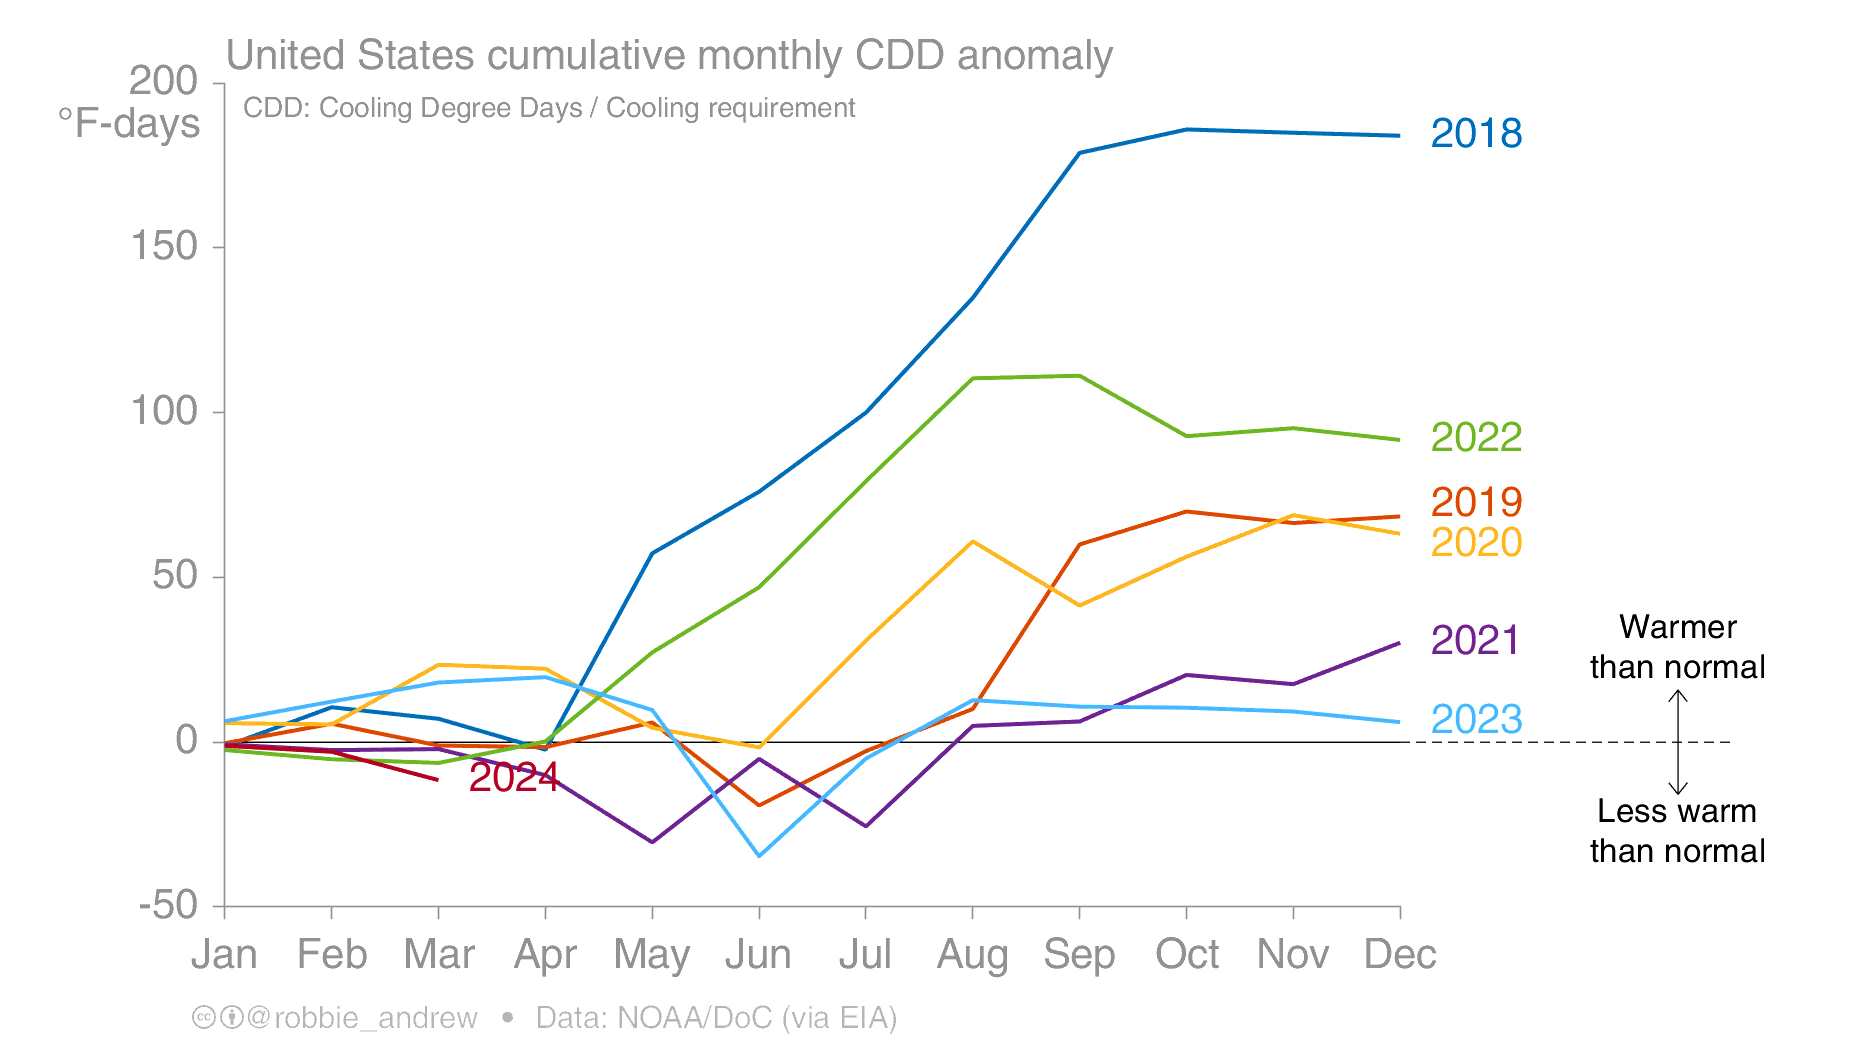 United States cumulative monthly CDD anomaly
200
°F-days
CDD: Cooling Degree Days / Cooling requirement
2018
150
100
2022
2019
50
2020
Warmer
than normal
2021
2023
0
2024
Less warm
than normal
-50
Jan Feb Mar Apr May Jun Jul Aug Sep Oct Nov Dec
cc @robbie_andrew • Data: NOAA/DoC (via EIA)